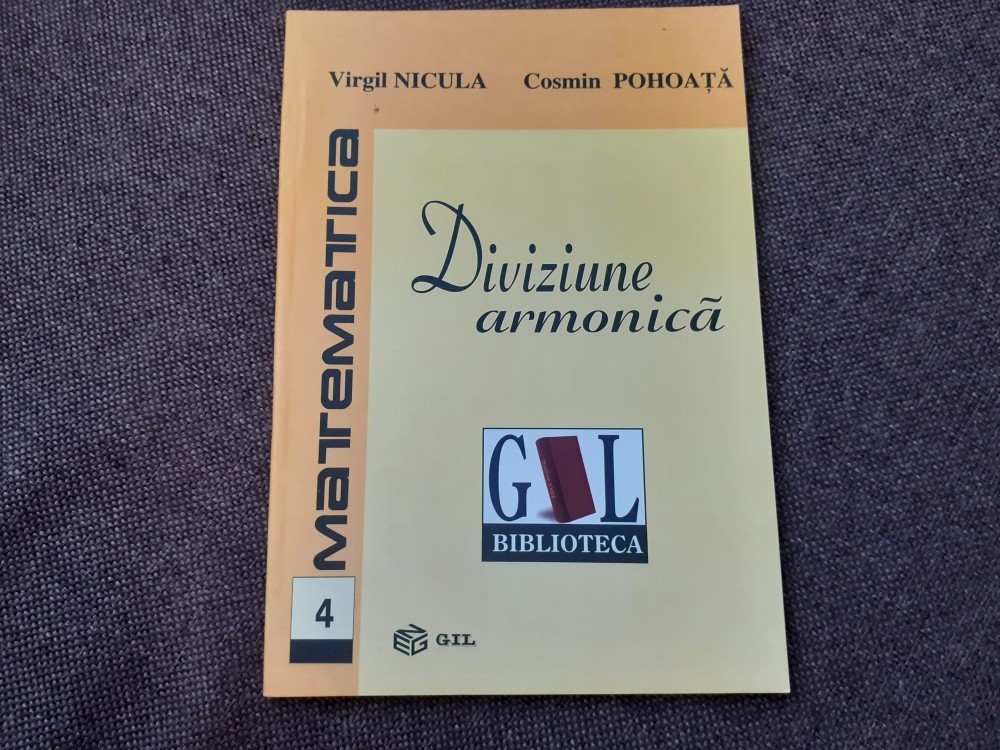 Virgil NICULA Cosmin POHOAȚĂ
MATEMATICA
Diviziune
armonică
G L
BIBLIOTECA
4
GIL